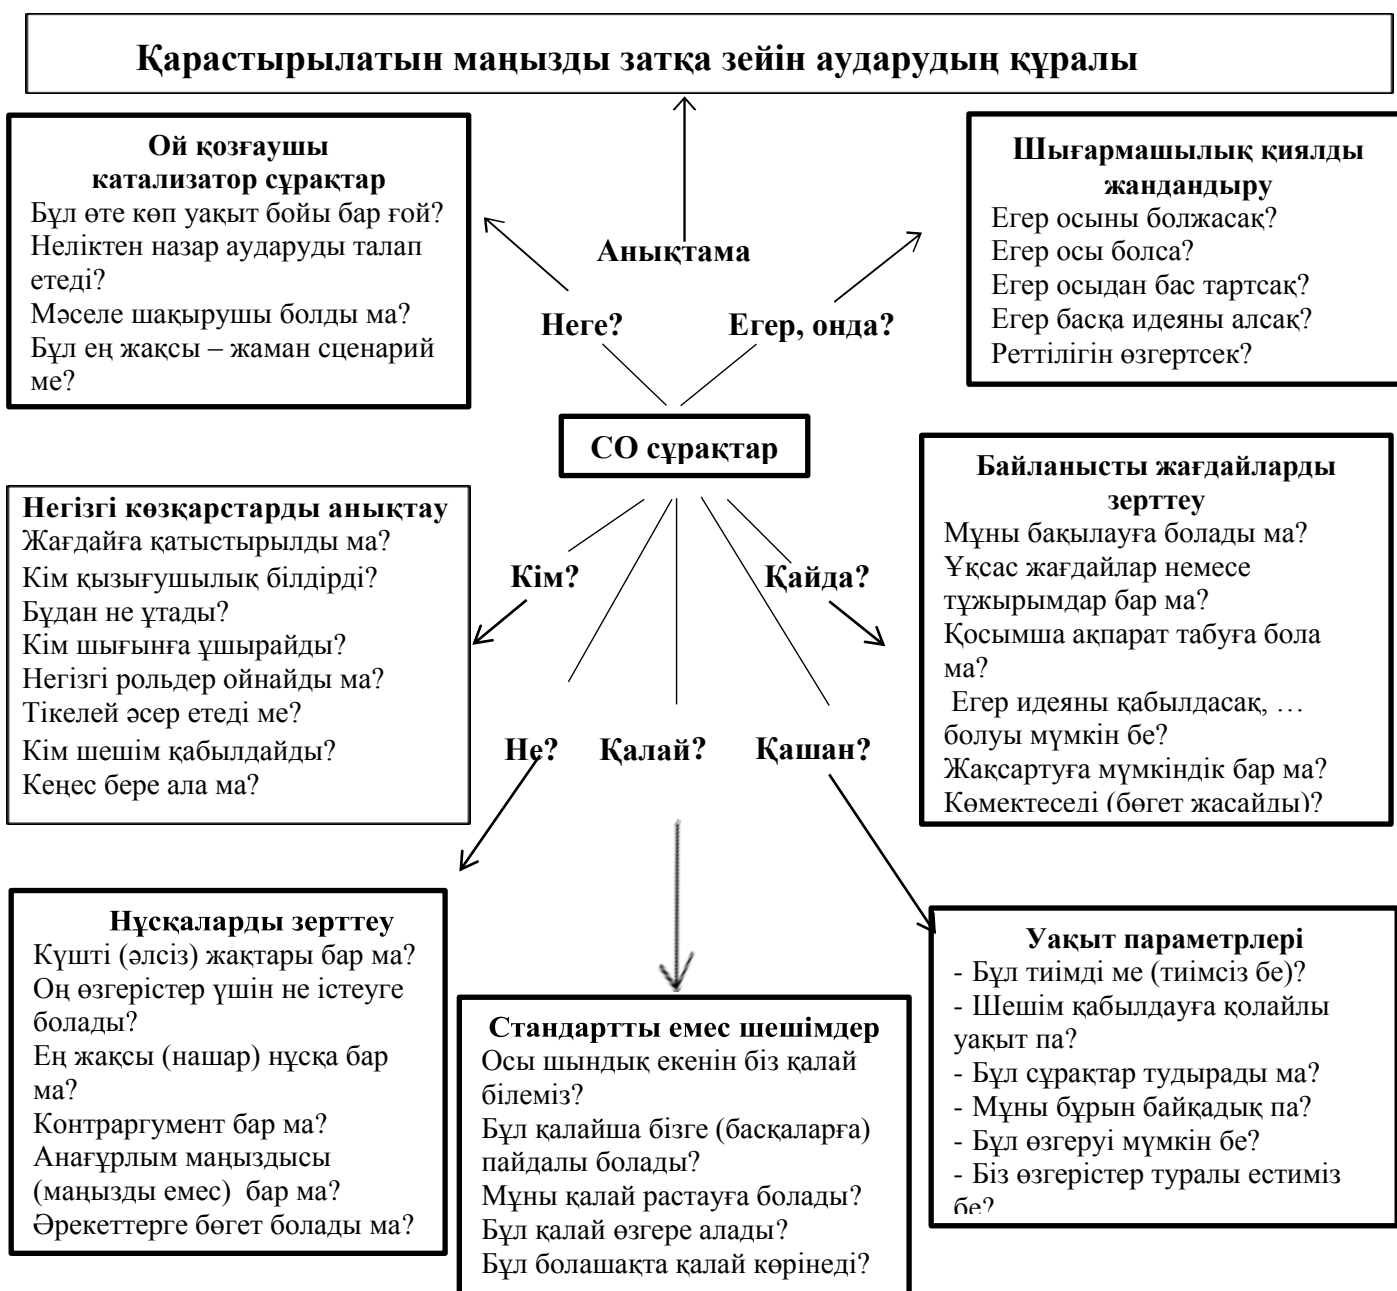 Қарастырылатын маңызды затқа зейін аударудың құралы
Ой қозғаушы
катализатор сұрақтар
Бұл өте көп уақыт бойы бар ғой?
Неліктен назар аударуды талап
етеді?
Мәселе шақырушы болды ма?
Бұл ең жақсы – жаман сценарий
ме?
Анықтама
Неге?
Егер, онда?
Шығармашылық қиялды
жандандыру
Егер осыны болжасақ?
Егер осы болса?
Егер осыдан бас тартсақ?
Егер басқа идеяны алсақ?
Реттілігін өзгертсек?
СО сұрақтар
Негізгі көзқарстарды анықтау
Жағдайға қатыстырылды ма?
Кім қызығушылық білдірді?
Бұдан не ұтады?
Кім шығынға ұшырайды?
Негізгі рольдер ойнайды ма?
Тікелей әсер етеді ме?
Кім шешім қабылдайды?
Кеңес бере ала ма?
Кім?
Қайда?
Не?
Қалай?
Қашан?
Байланысты жағдайларды
зерттеу
Мұны бақылауға болады ма?
Ұқсас жағдайлар немесе
тұжырымдар бар ма?
Қосымша ақпарат табуға бола
ма?
Егер идеяны қабылдасақ, …
болуы мүмкін бе?
Жақсартуға мүмкіндік бар ма?
Көмектеседі (бөгет жасайды)?
Нұсқаларды зерттеу
Күшті (әлсіз) жақтары бар ма?
Оң өзгерістер үшін не істеуге
болады?
Ең жақсы (нашар) нұсқа бар
ма?
Контраргумент бар ма?
Анағұрлым маңыздысы
(маңызды емес) бар ма?
Әрекеттерге бөгет болады ма?
Стандартты емес шешімдер
Осы шындық екенін біз қалай
білеміз?
Бұл қалайша бізге (басқаларға)
пайдалы болады?
Мұны қалай растауға болады?
Бұл қалай өзгере алады?
Бұл болашақта қалай көрінеді?
Уақыт параметрлері
- Бұл тиімді ме (тиімсіз бе)?
- Шешім қабылдауға қолайлы
уақыт па?
- Бұл сұрақтар тудырады ма?
- Мұны бұрын байқадық па?
- Бұл өзгеруі мүмкін бе?
- Біз өзгерістер туралы естиміз
бе?